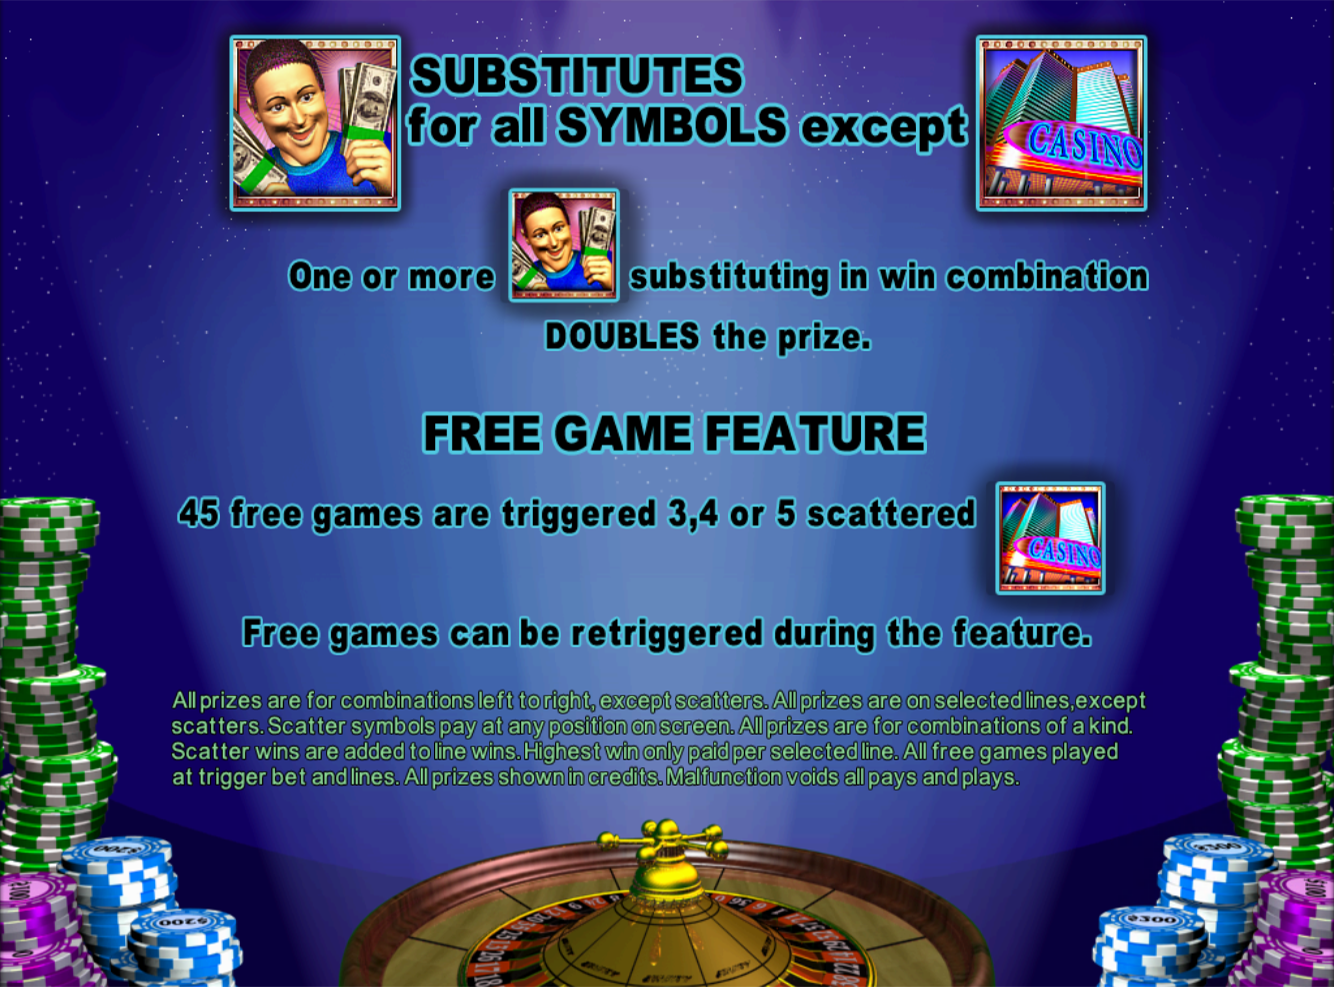 SUBSTITUTES
for all SYMBOLS except
CASINO
One or more substituting in win combination
DOUBLES the prize.
FREE GAME FEATURE
45 free games are triggered 3,4 or 5 scattered
CASINO
Free games can be retriggered during the feature.
All prizes are for combinations left to right, except scatters. All prizes are on selected lines,except
scatters. Scatter symbols pay at any position on screen. All prizes are for combinations of a kind.
Scatter wins are added to line wins. Highest win only paid per selected line. All free games played
at trigger bet and lines. All prizes shown in credits. Malfunction voids all pays and plays.